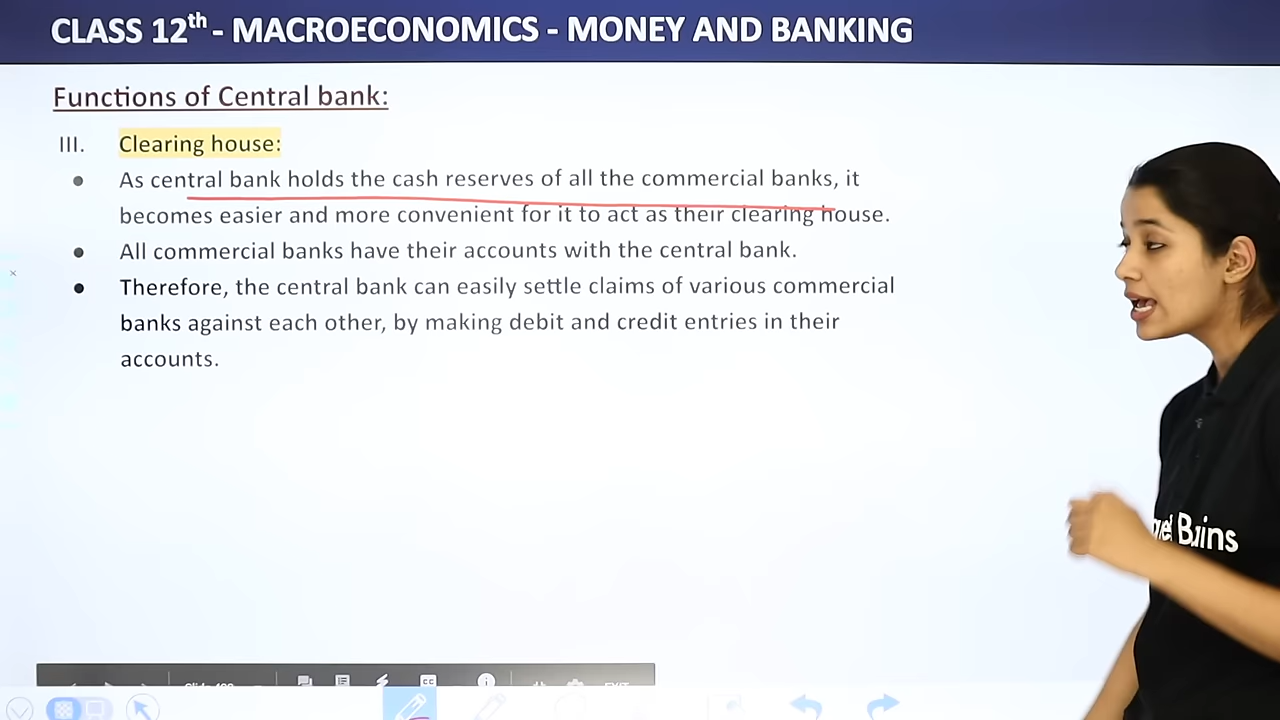 CLASS 12th - MACROECONOMICS - MONEY AND BANKING
Functions of Central bank:
III. Clearing house:
• As central bank holds the cash reserves of all the commercial banks, it
becomes easier and more convenient for it to act as their clearing house.
• All commercial banks have their accounts with the central bank.
• Therefore, the central bank can easily settle claims of various commercial
banks against each other, by making debit and credit entries in their
accounts.
Bains